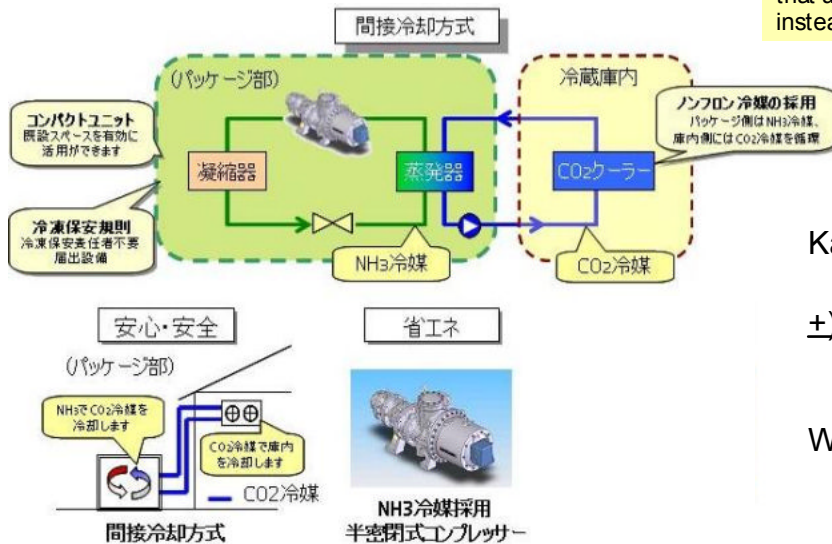 間接冷却方式
instea
(パッケージ部)
冷蔵庫内
コンパクトユニット
既設スペースを有効に
活用ができます
ノンフロン冷媒の採用
パッケージ側はNH3冷媒、
庫内側にはCO2冷媒を循環
凝縮器
蒸発器
CO2クーラー
冷凍保安規則
冷凍保安責任者不要
届出設備
NH3冷媒
CO2冷媒
Ka
安心・安全
省エネ
+)
(パッケージ部)
NH3でCO2冷媒を
冷却します
CO2冷媒で庫内
を冷却します
CO2冷媒
W
間接冷却方式
NH3冷媒採用
半密閉式コンプレッサー